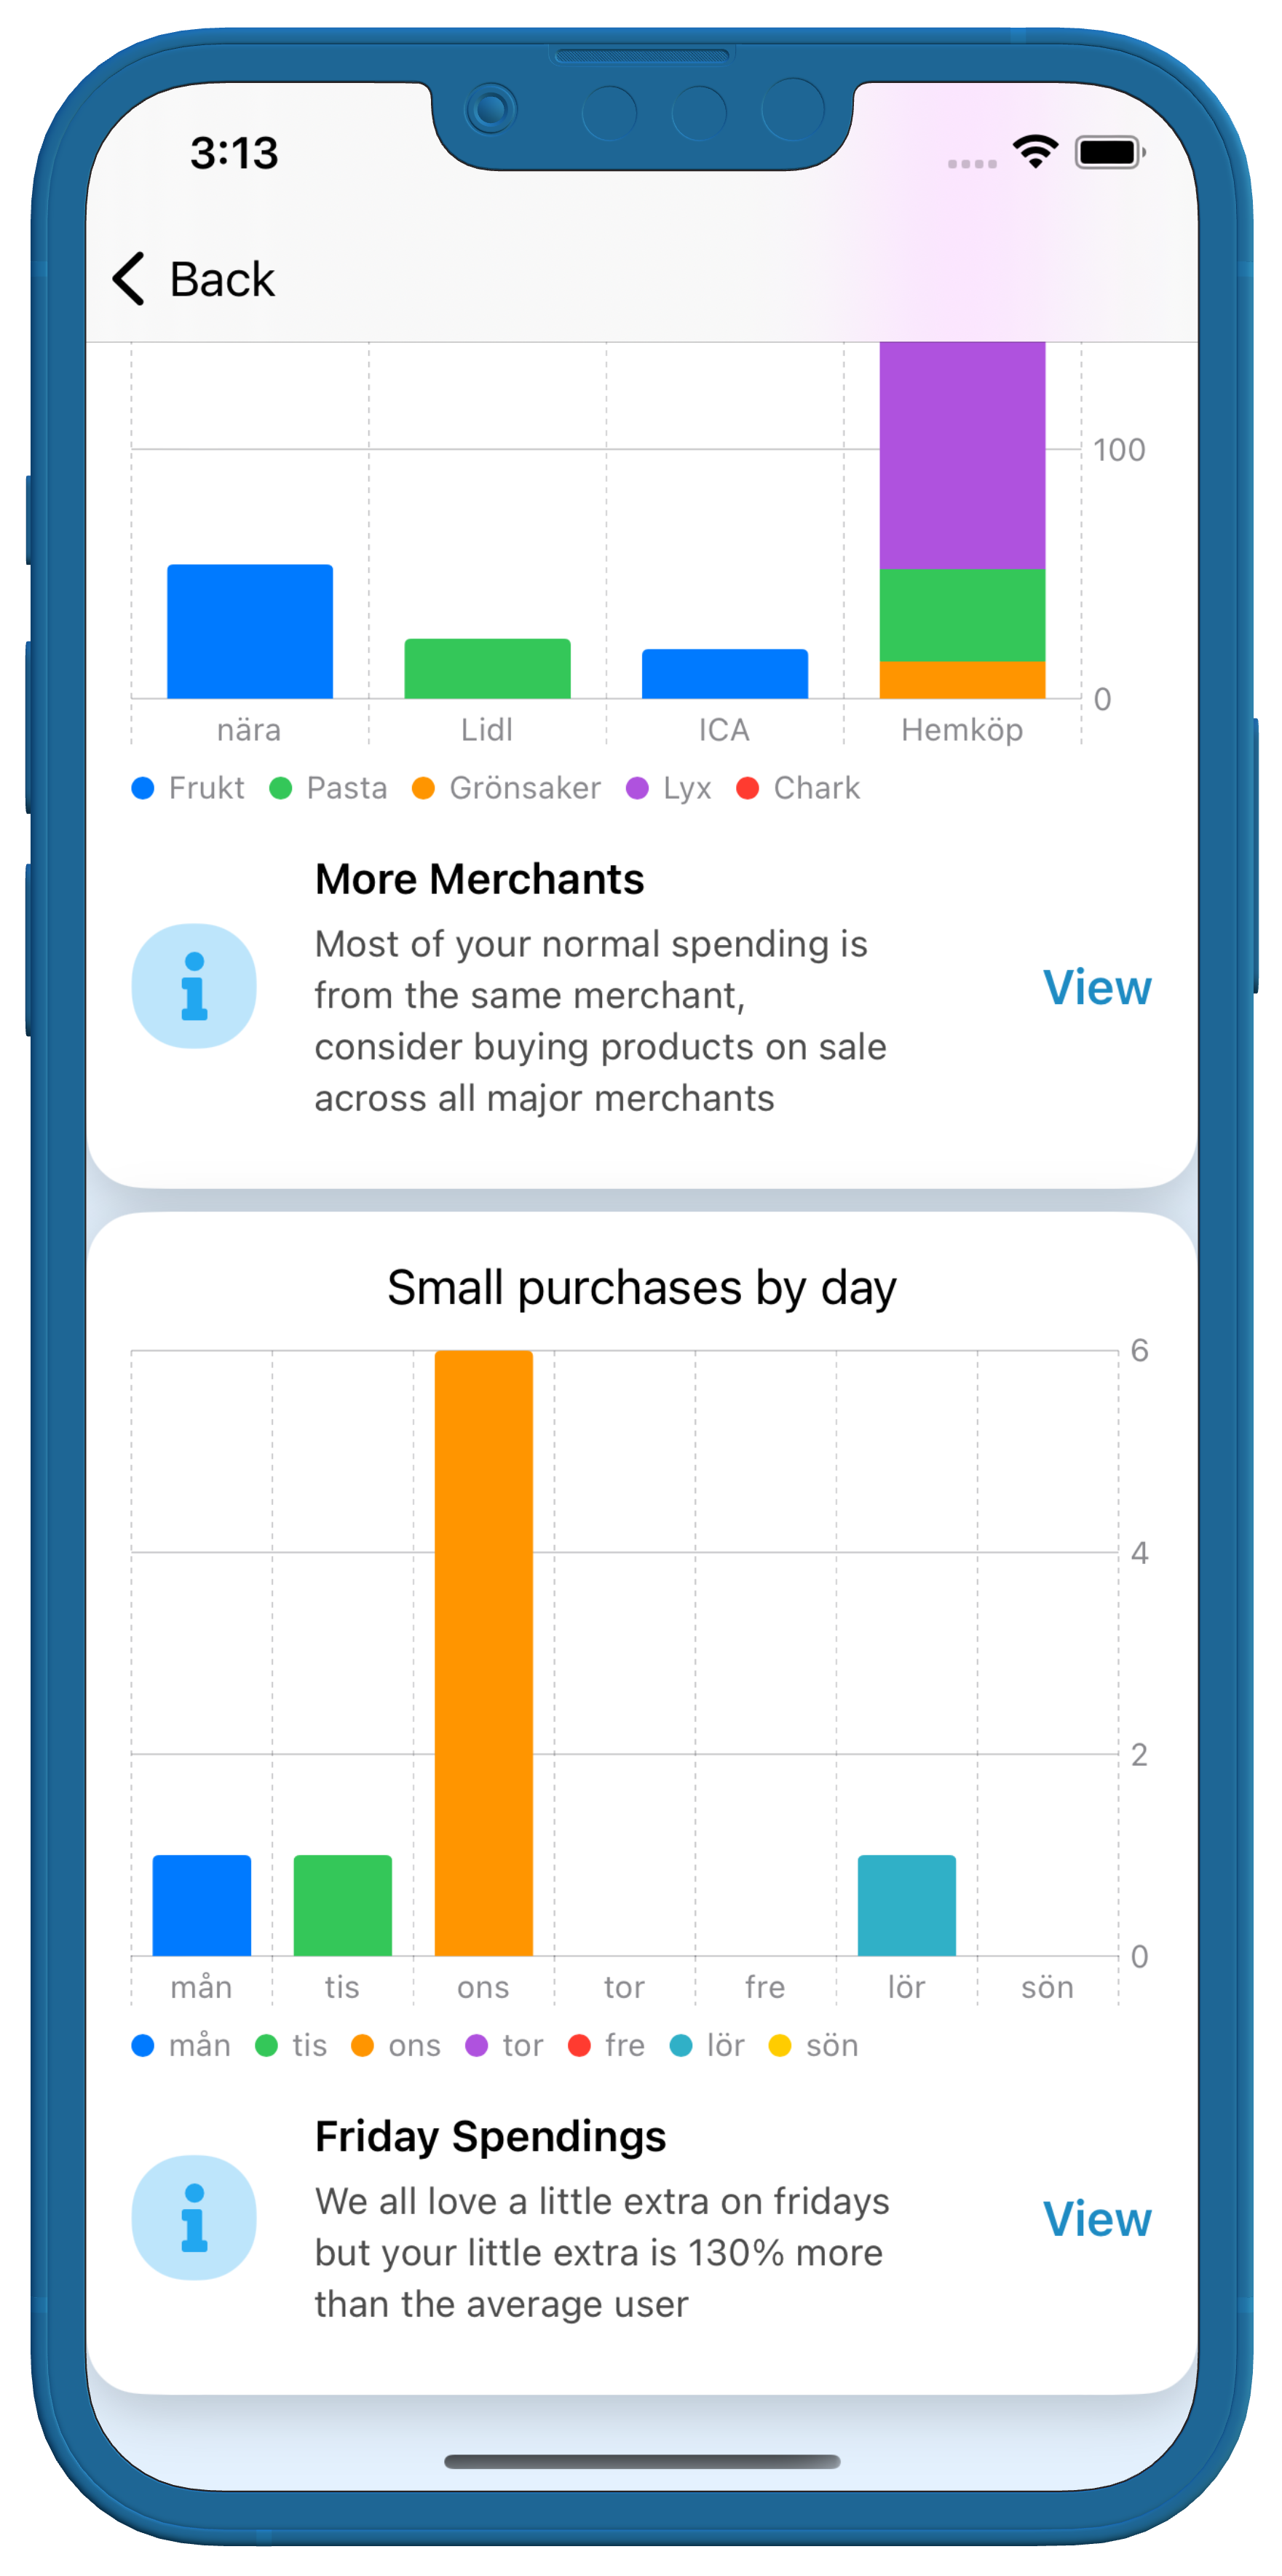 3:13
Back
100
0
nära Lidl ICA Hemköp
Frukt Pasta Grönsaker Lyx Chark
More Merchants
Most of your normal spending is
from the same merchant,
consider buying products on sale
across all major merchants
View
Small purchases by day
6
4
2
0
mån tis ons tor fre lör sön
mån tis ons tor fre lör sön
Friday Spendings
We all love a little extra on fridays
but your little extra is 130% more
than the average user
View